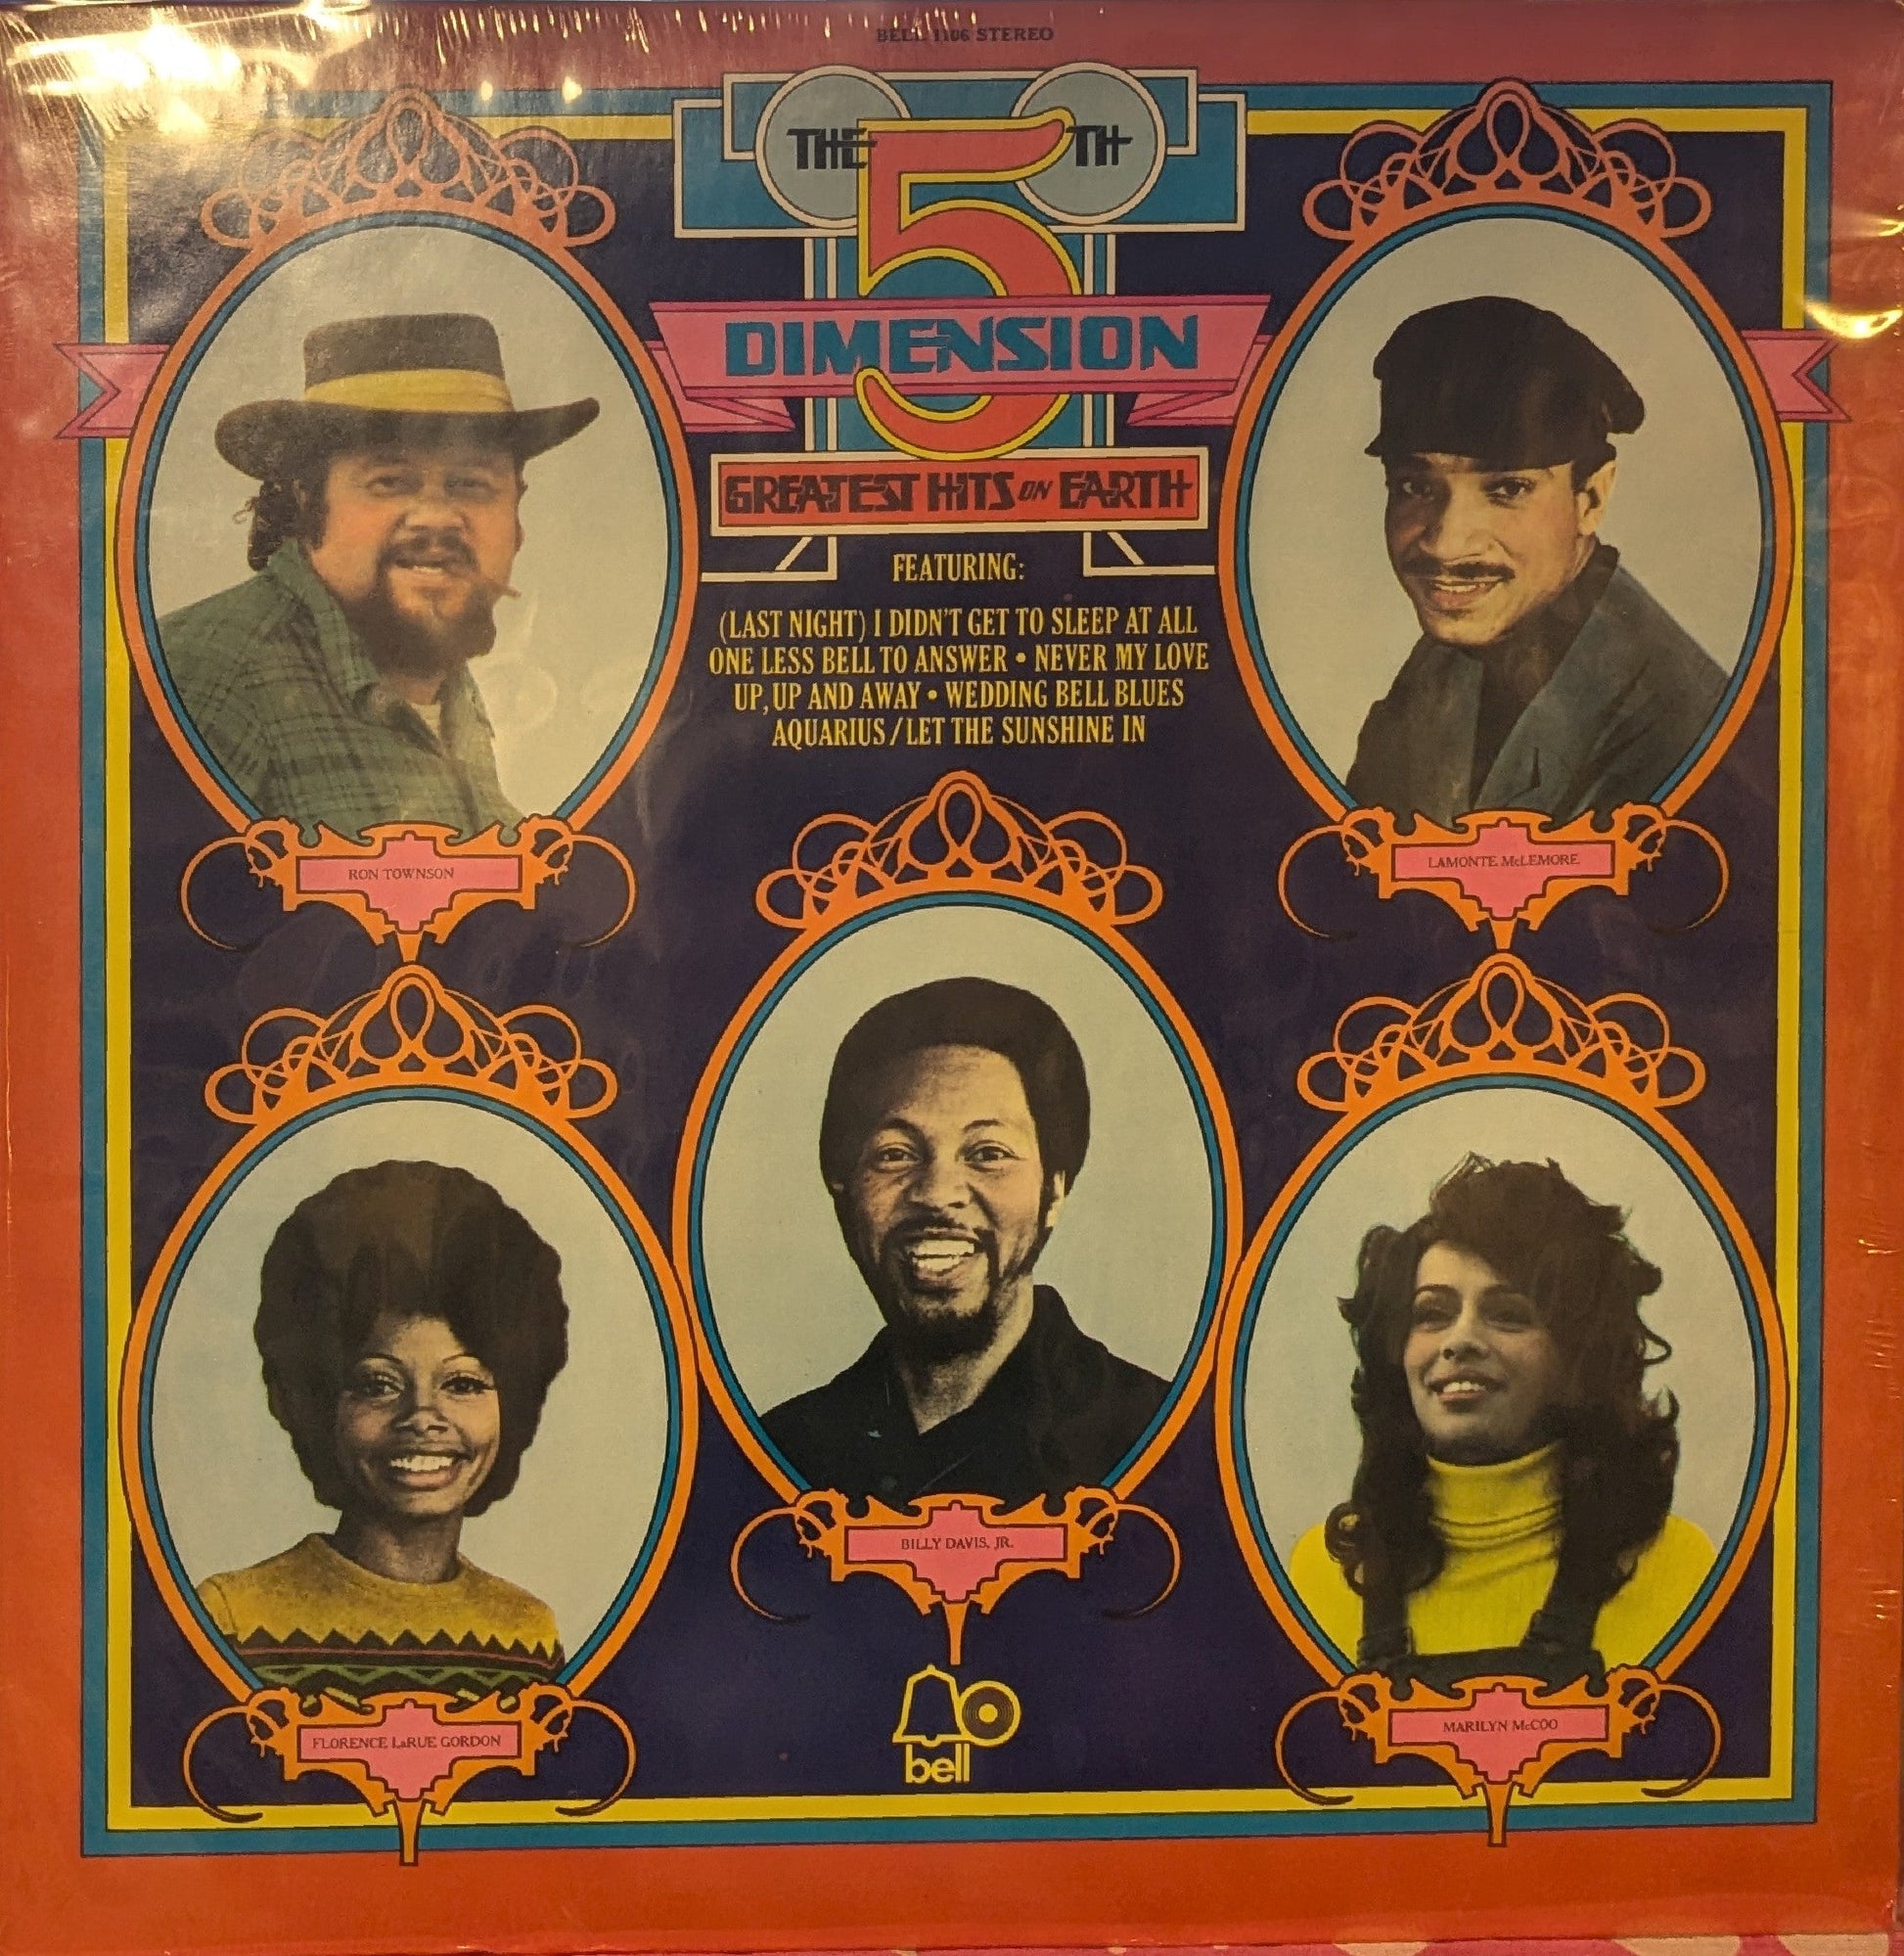 BELL 1106 STEREO
THE 5TH
DIMENSION
GREATEST HITS ON EARTH
FEATURING:
(LAST NIGHT) I DIDN'T GET TO SLEEP AT ALL
ONE LESS BELL TO ANSWER • NEVER MY LOVE
UP, UP AND AWAY • WEDDING BELL BLUES
AQUARIUS / LET THE SUNSHINE IN
RON TOWNSON
LAMONTE McLEMORE
BILLY DAVIS, JR.
FLORENCE LaRUE GORDON
MARILYN McCOO
bell